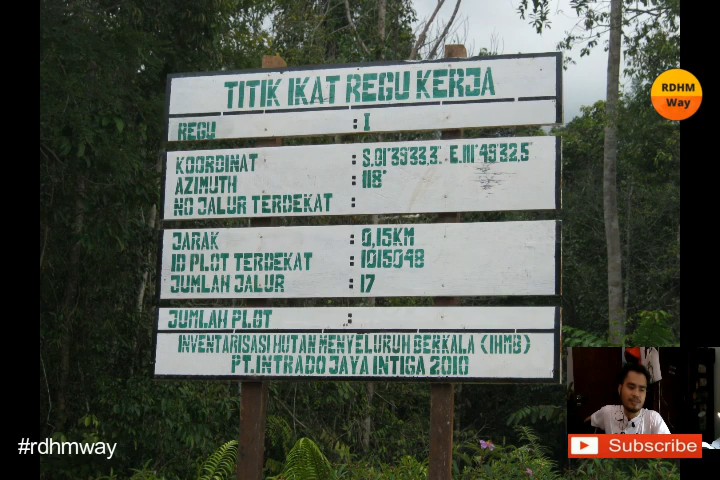 TITIK IKAT REGU KERJA
REGU : I
KOORDINAT : S.01°39'33,3" E.111°49'32,5"
AZIMUTH : 118°
NO JALUR TERDEKAT :
JARAK : 0,15KM
ID PLOT TERDEKAT : 1015048
JUMLAH JALUR : 17
JUMLAH PLOT :
INVENTARISASI HUTAN MENYELURUH BERKALA (IHMB)
PT.INTRADO JAYA INTIGA 2010
RDHM
Way
#rdhmway
Subscribe